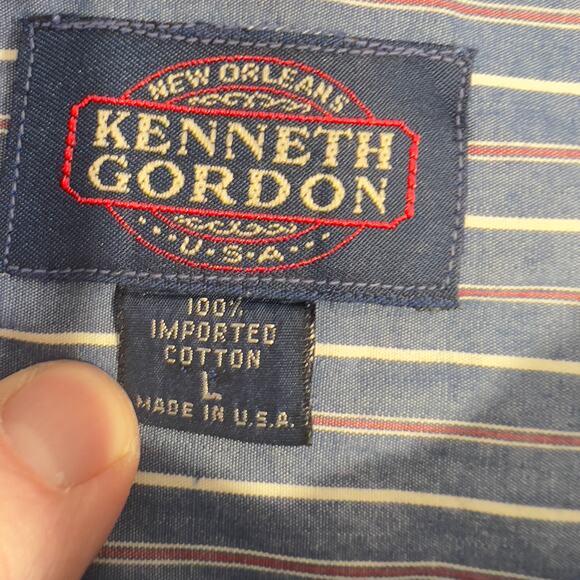 NEW ORLEANS
KENNETH
GORDON
U·S·A
100%
IMPORTED
COTTON
L
MADE IN U.S.A.